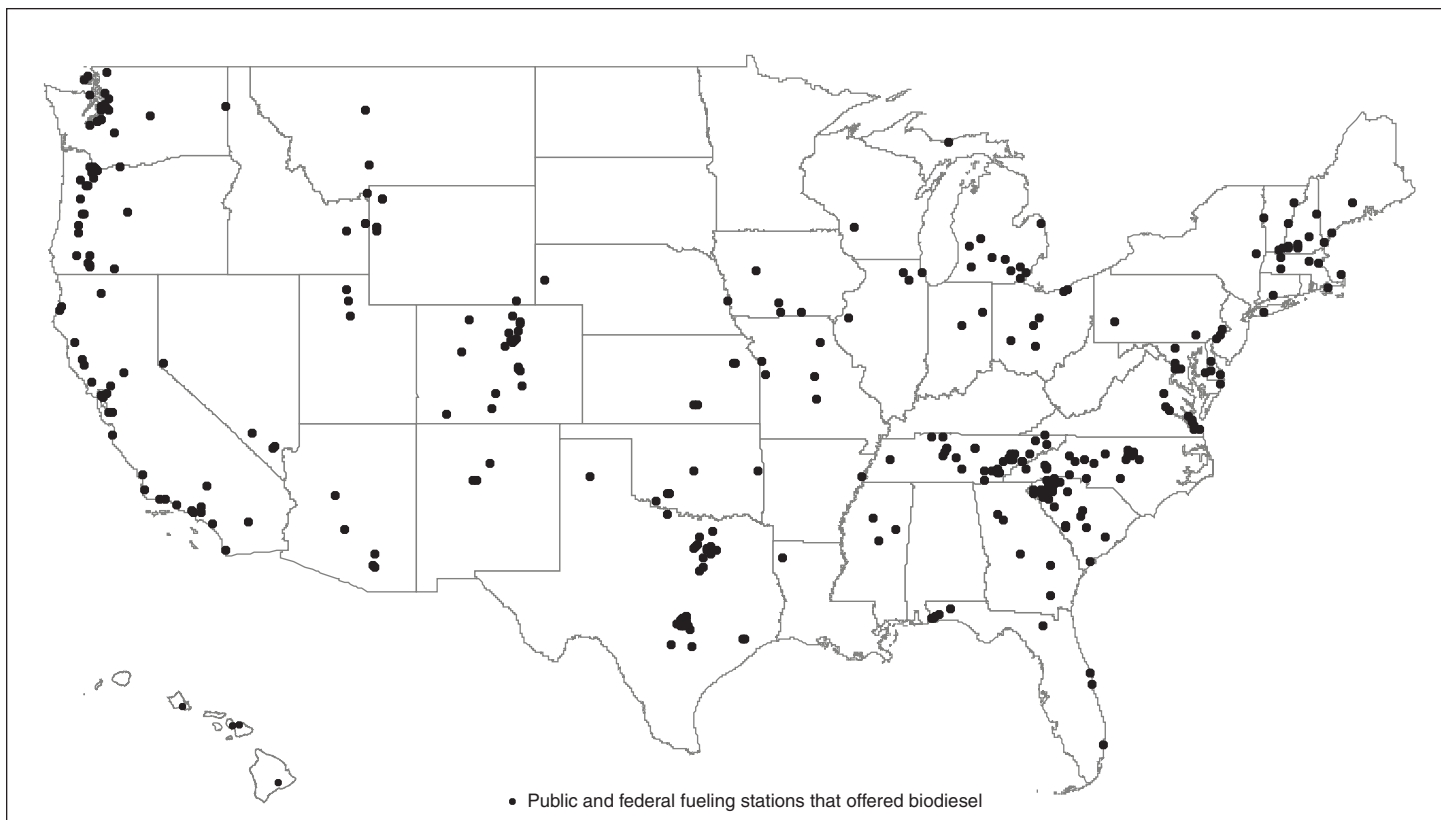 Public and federal fueling stations that offered biodiesel